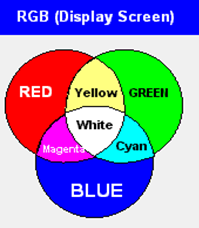 RGB (Display Screen)
RED
Yellow
GREEN
White
Magenta
Cyan
BLUE